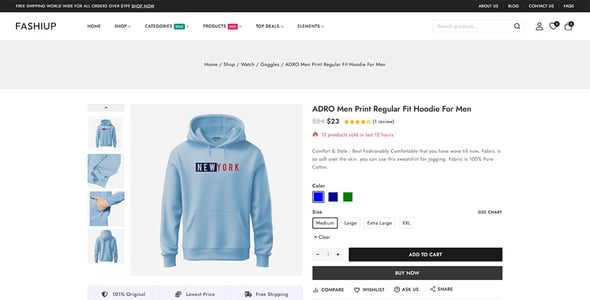 FREE SHIPPING WORLD WIDE FOR ALL ORDERS OVER $199 SHOP NOW
ABOUT US BLOG CONTACT US FAQS
FASHIUP
HOME SHOP CATEGORIES SALE PRODUCTS HOT TOP DEALS ELEMENTS
Search products...
0 0
Home / Shop / Watch / Goggles / ADRO Men Print Regular Fit Hoodie For Men
NEW YORK
ADRO Men Print Regular Fit Hoodie For Men
$24 $23 (1 review)
12 products sold in last 12 hours
Comfort & Style : Best Fashionably Comfortable that you have wore till now, Fabric is
so soft over the skin. you can use this sweatshirt for jogging. Fabric is 100% Pure
Cotton.
Color
Size SIZE CHART
Medium Large Extra Large XXL
× Clear
− 1 + ADD TO CART
BUY NOW
COMPARE WISHLIST ASK US SHARE
101% Original Lowest Price Free Shipping